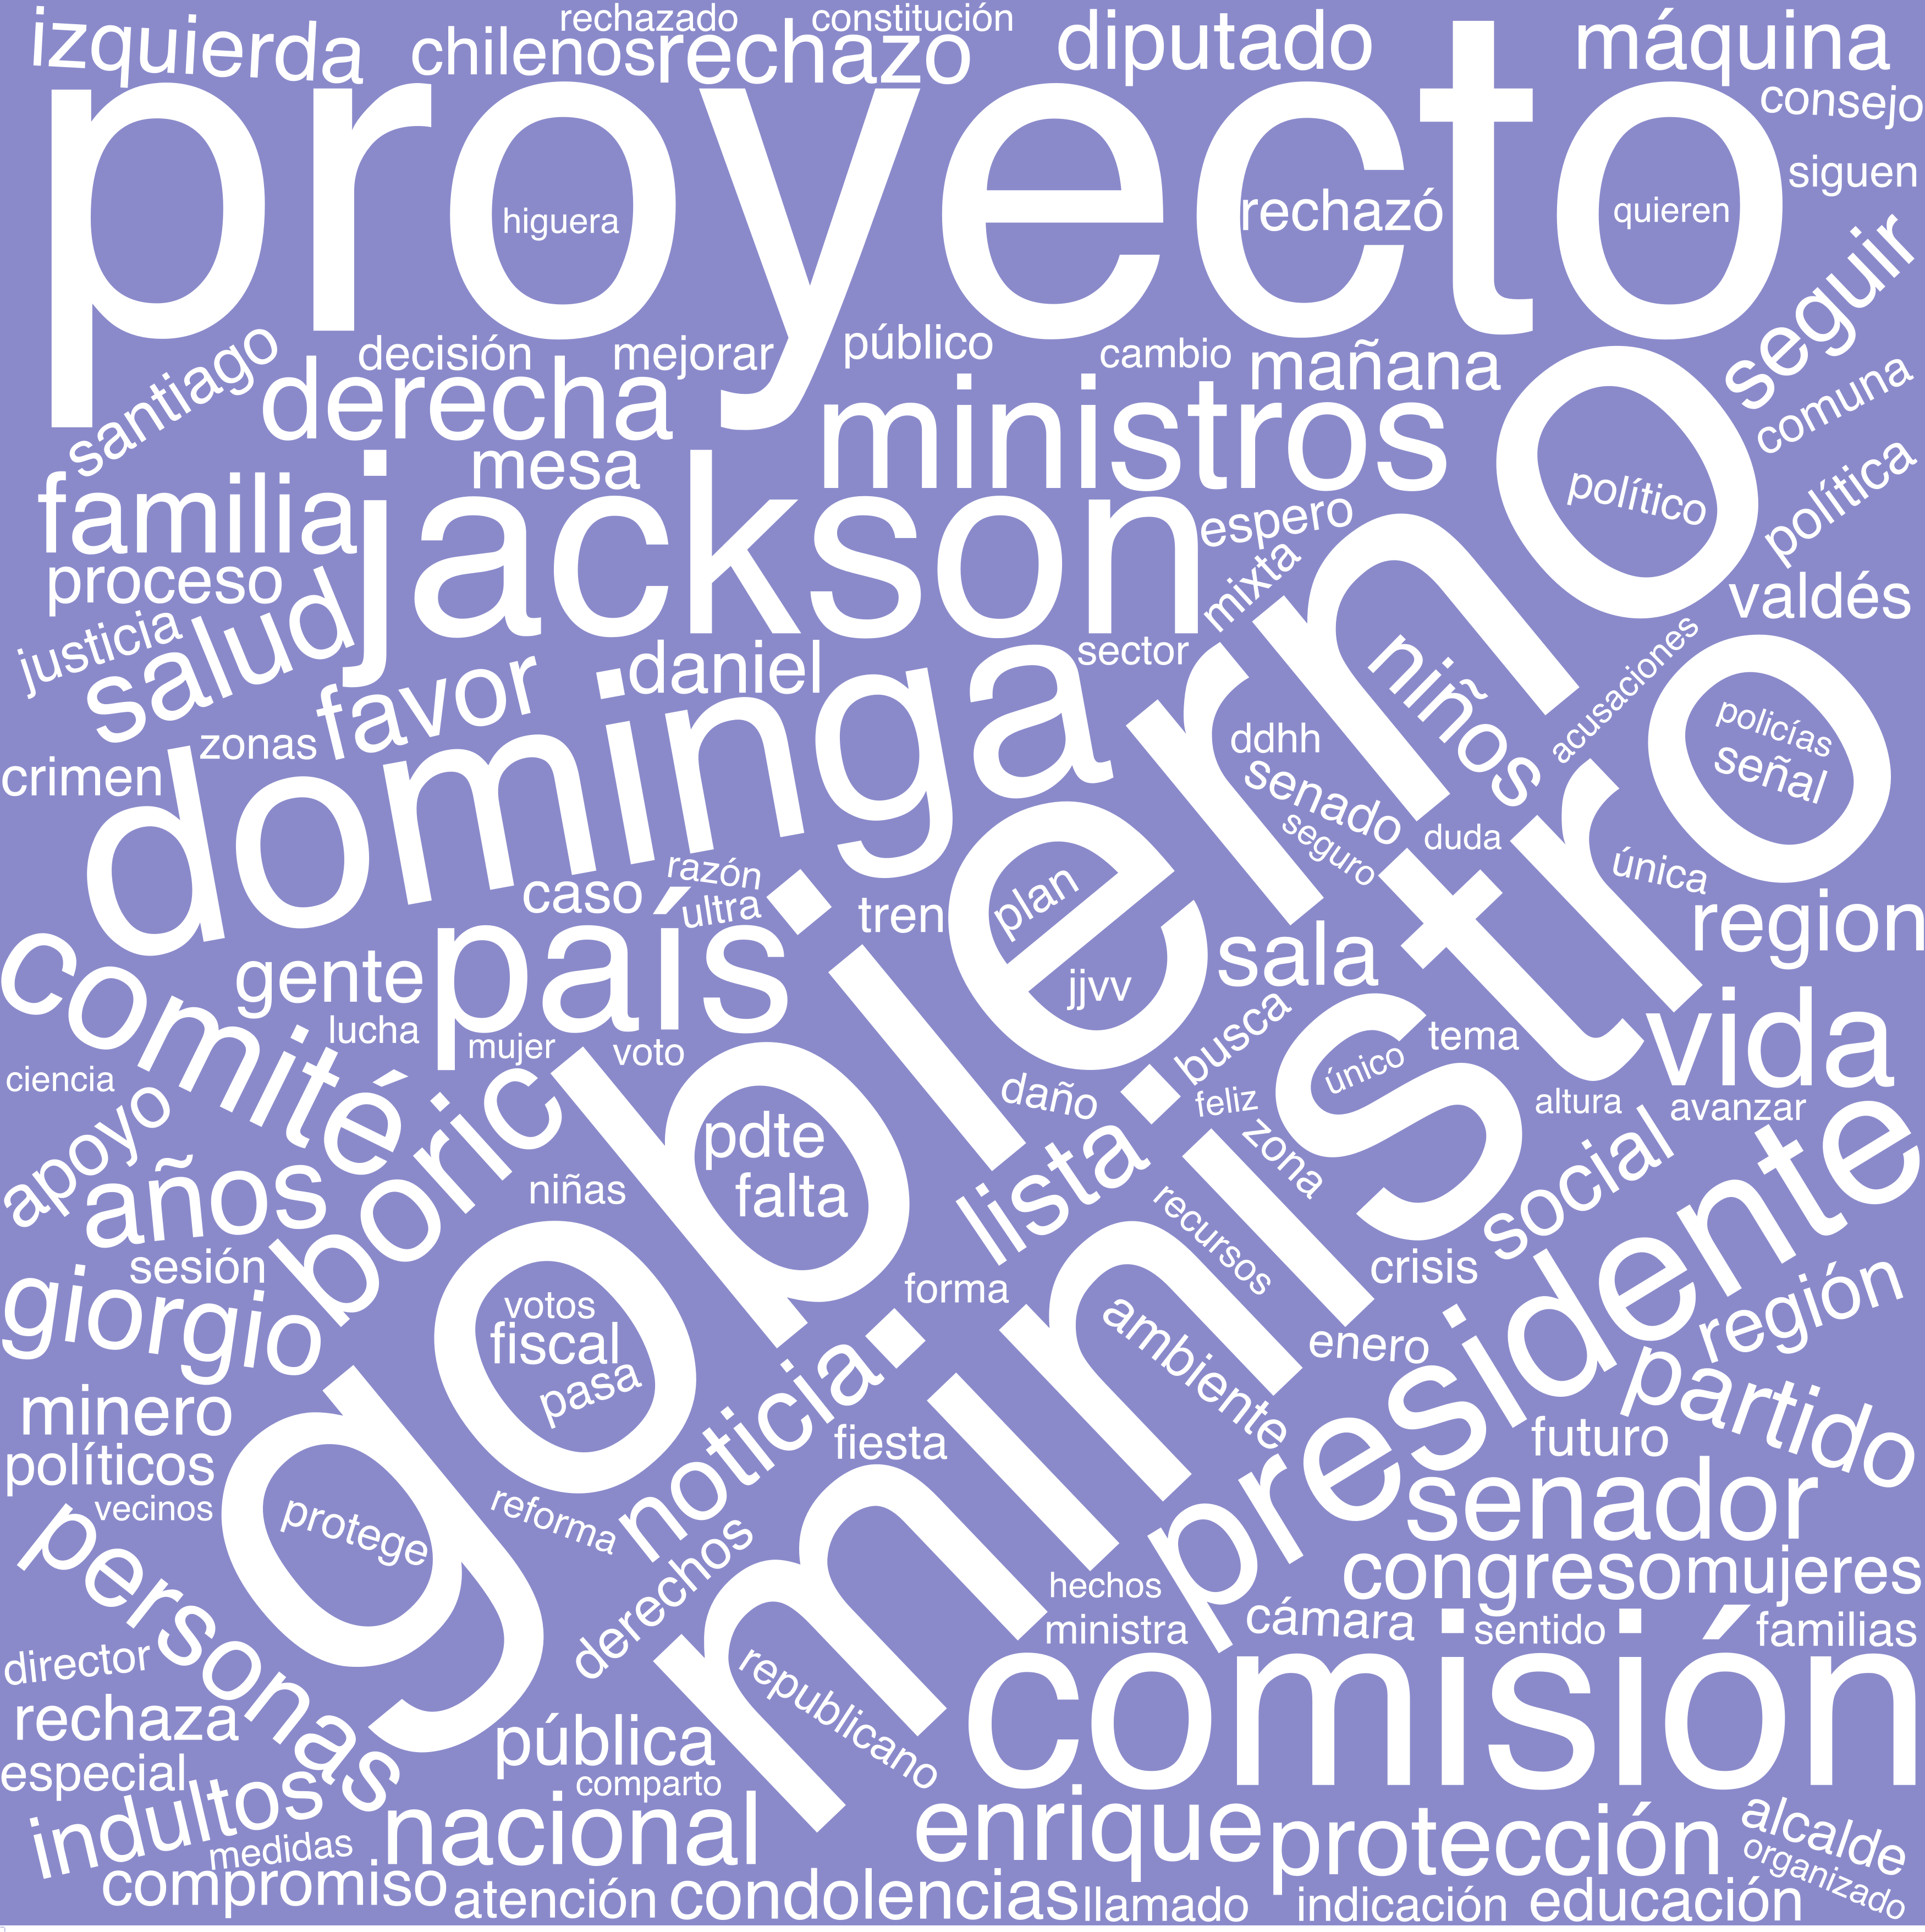 rechazado
constitución
izquierda
chilenos
rechazo
diputado
máquina
consejo
proyecto
siguen
higuera
rechazó
quieren
seguir
santiago
decisión
mejorar
público
cambio
mañana
comuna
derecha
ministros
político
política
familia
mesa
jackson
espero
mixta
proceso
valdés
justicia
salud
favor
daniel
sector
niños
acusaciones
policías
señal
zonas
crimen
dominga
ddhh
senado
seguro
duda
única
razón
caso
ultra
tren
plan
region
gobierno
ministro
comité
gente
país
jjvv
sala
lucha
mujer
voto
busca
tema
vida
ciencia
único
apoyo
boric
pdte
falta
daño
feliz
zona
altura
avanzar
años
niñas
lista
recursos
social
presidente
sesión
giorgio
votos
fiscal
pasa
forma
crisis
región
enero
ambiente
minero
noticia
fiesta
partido
futuro
políticos
vecinos
protege
reforma
senador
personas
derechos
hechos
congreso
mujeres
ministra
cámara
sentido
familias
director
republicano
comisión
rechaza
pública
especial
comparto
indultos
medidas
nacional
enrique
protección
alcalde
organizado
compromiso
atención
condolencias
llamado
indicación
educación